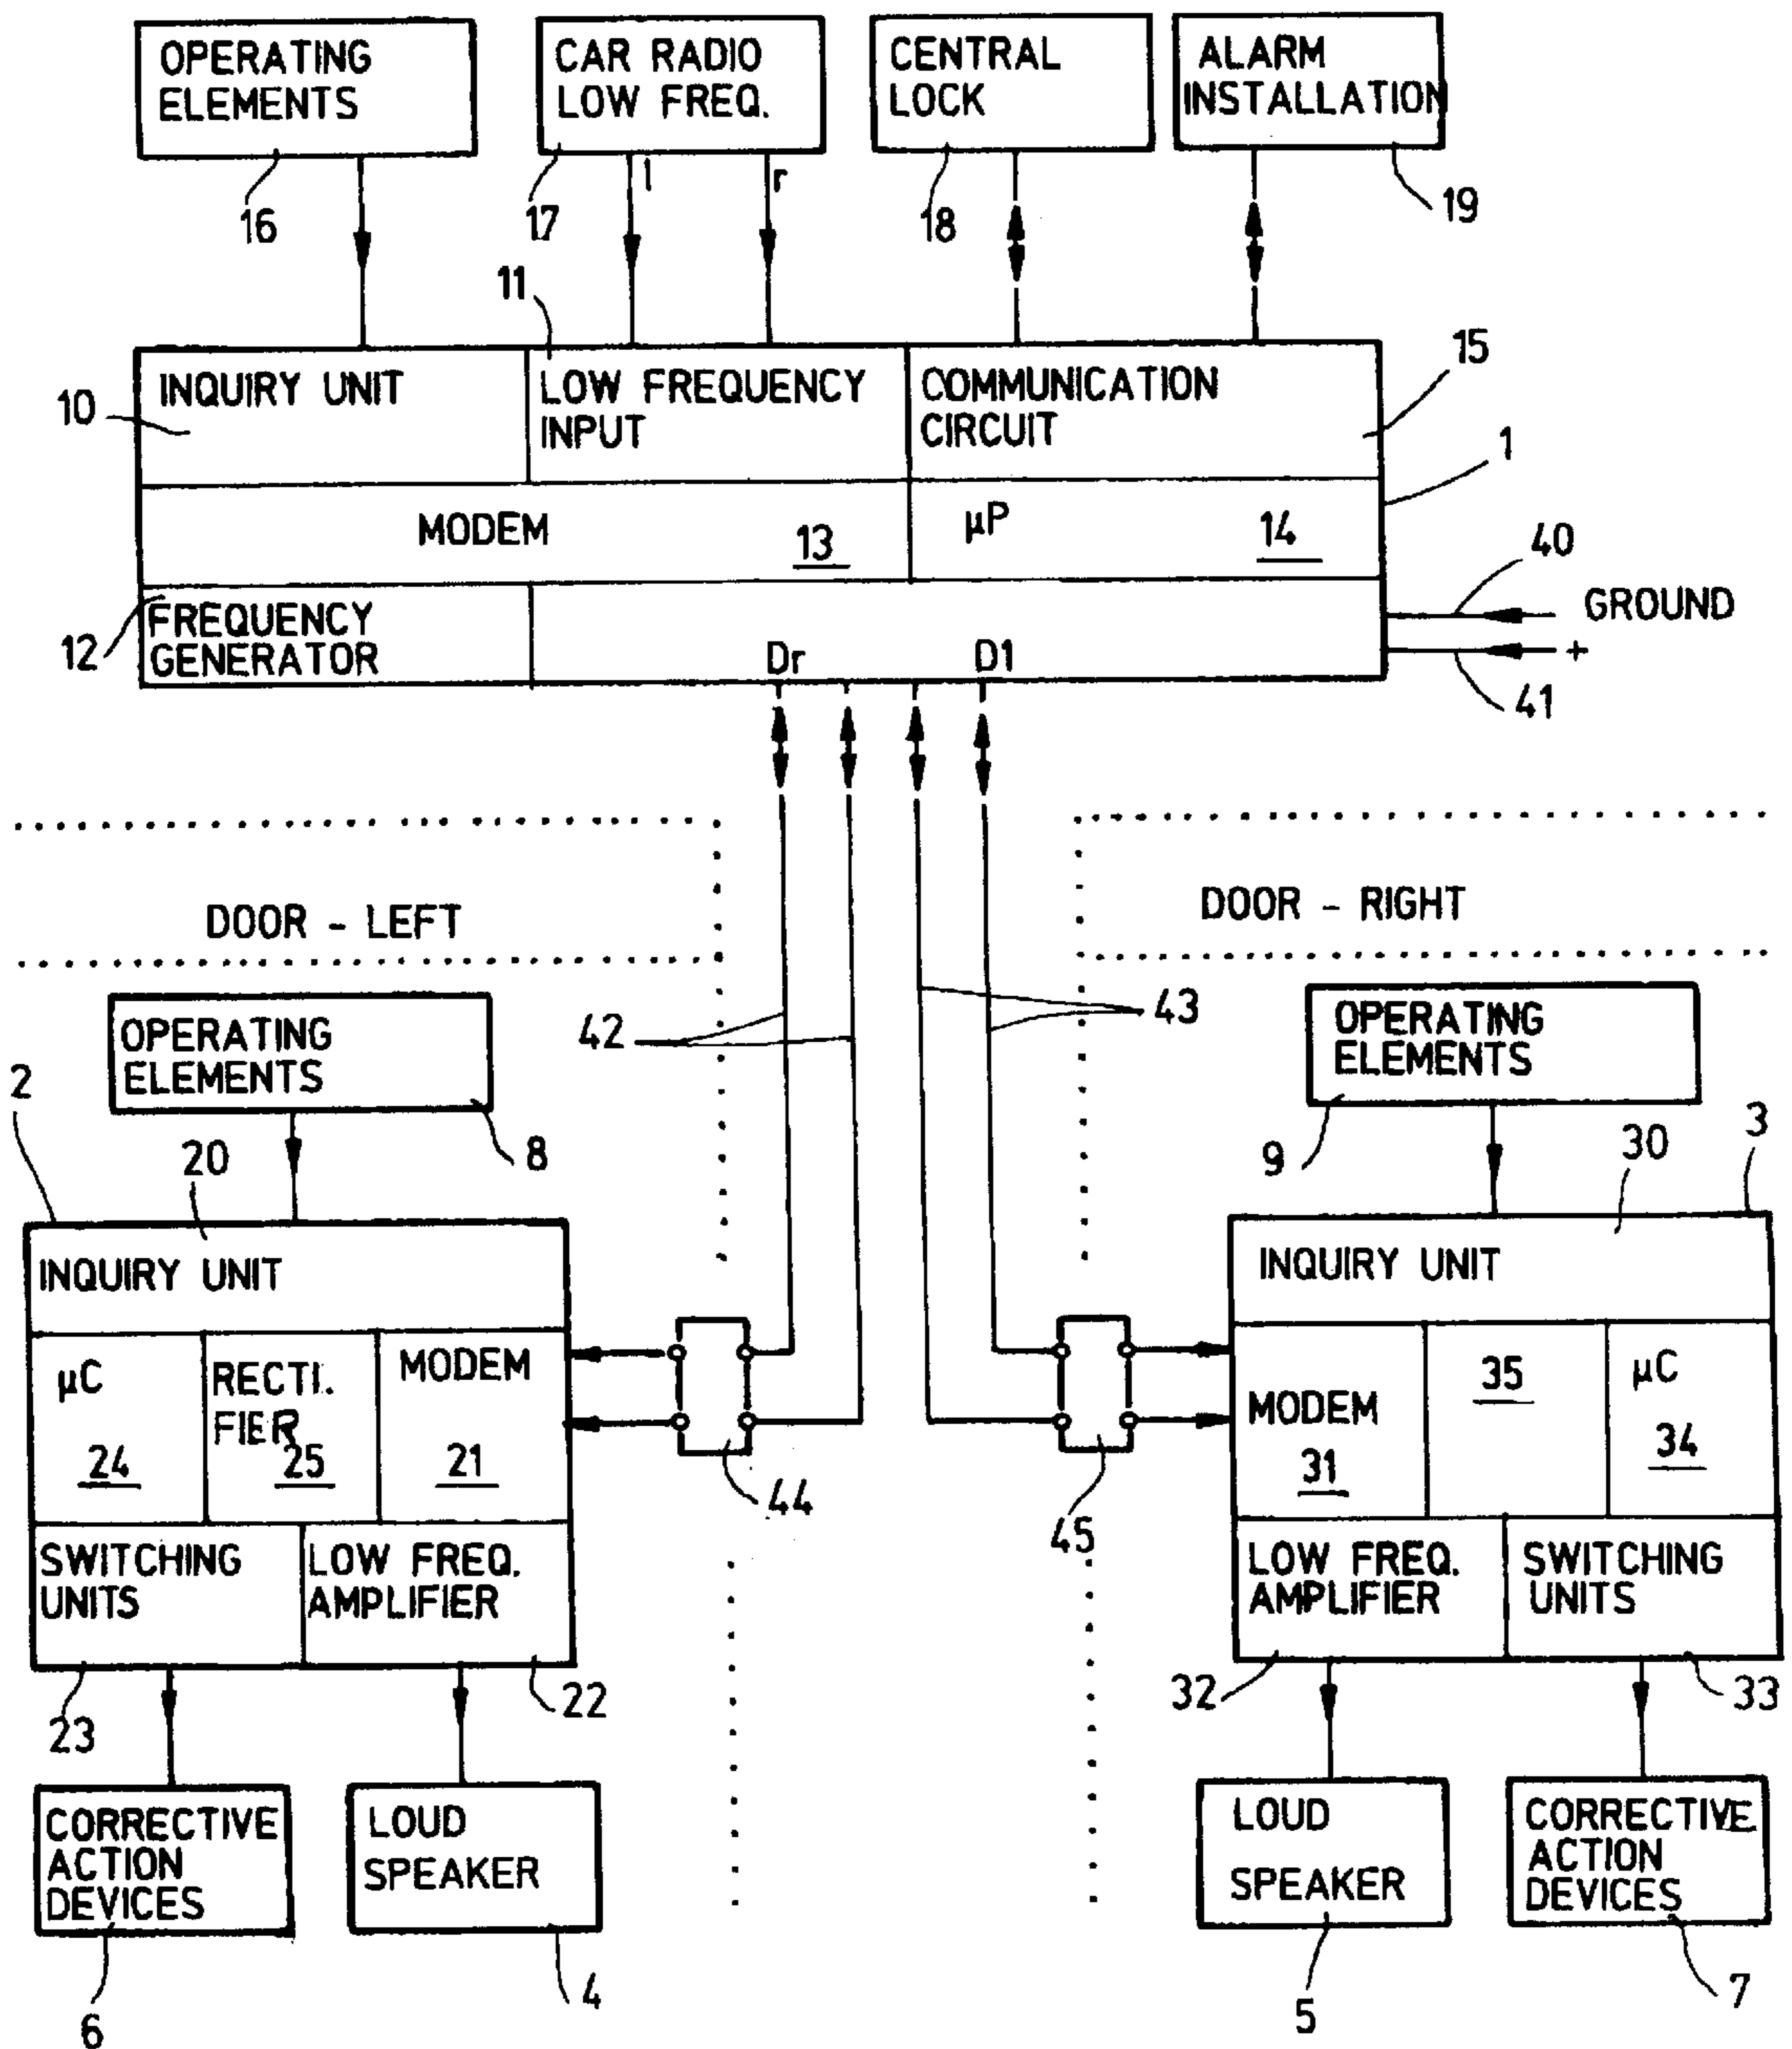 OPERATING
ELEMENTS
CAR RADIO
LOW FREQ.
CENTRAL
LOCK
ALARM
INSTALLATION
16
17
l
r
18
19
11
INQUIRY UNIT
LOW FREQUENCY
INPUT
COMMUNICATION
CIRCUIT
15
10
1
MODEM
13
µP
14
40
GROUND
12
FREQUENCY
GENERATOR
Dr
D1
+
41
DOOR - LEFT
DOOR - RIGHT
42
43
OPERATING
ELEMENTS
OPERATING
ELEMENTS
2
20
8
9
30
3
INQUIRY UNIT
INQUIRY UNIT
µC
24
RECTI.
FIER
25
MODEM
21
44
45
MODEM
31
35
µC
34
SWITCHING
UNITS
LOW FREQ.
AMPLIFIER
LOW FREQ.
AMPLIFIER
SWITCHING
UNITS
23
22
32
33
CORRECTIVE
ACTION
DEVICES
LOUD
SPEAKER
LOUD
SPEAKER
CORRECTIVE
ACTION
DEVICES
6
4
5
7